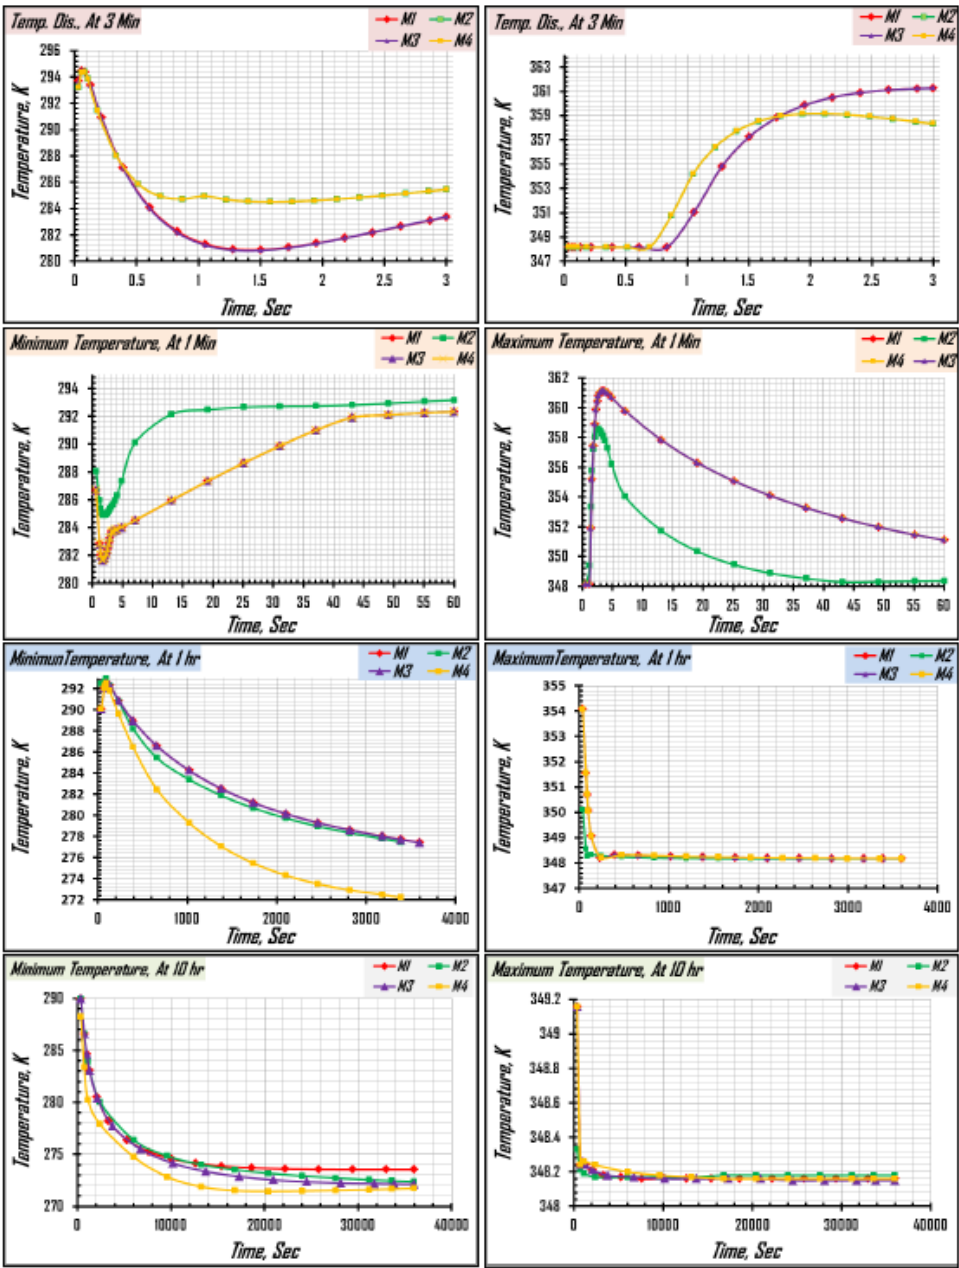 Temp. Dis., At 3 Min
M1 M2
M3 M4
Temperature, K
296
294
292
290
288
286
284
282
280
0 0.5 1 1.5 2 2.5 3
Time, Sec
Temp. Dis., At 3 Min
M1 M2
M3 M4
Temperature, K
363
361
359
357
355
353
351
349
347
0 0.5 1 1.5 2 2.5 3
Time, Sec
Minimum Temperature, At 1 Min
M1 M2
M3 M4
Temperature, K
294
292
290
288
286
284
282
280
0 5 10 15 20 25 30 35 40 45 50 55 60
Time, Sec
Maximum Temperature, At 1 Min
M1 M2
M4 M3
Temperature, K
362
360
358
356
354
352
350
348
0 5 10 15 20 25 30 35 40 45 50 55 60
Time, Sec
MinimunTemperature, At 1 hr
M1 M2
M3 M4
Temperature, K
292
290
288
286
284
282
280
278
276
274
272
0 1000 2000 3000 4000
Time, Sec
MaximumTemperature, At 1 hr
M1 M2
M3 M4
Temperature, K
355
354
353
352
351
350
349
348
347
0 1000 2000 3000 4000
Time, Sec
Minimum Temperature, At 10 hr
M1 M2
M3 M4
Temperature, K
290
285
280
275
270
0 10000 20000 30000 40000
Time, Sec
Maximum Temperature, At 10 hr
M1 M2
M3 M4
Temperature, K
349.2
349
348.8
348.6
348.4
348.2
348
0 10000 20000 30000 40000
Time, Sec